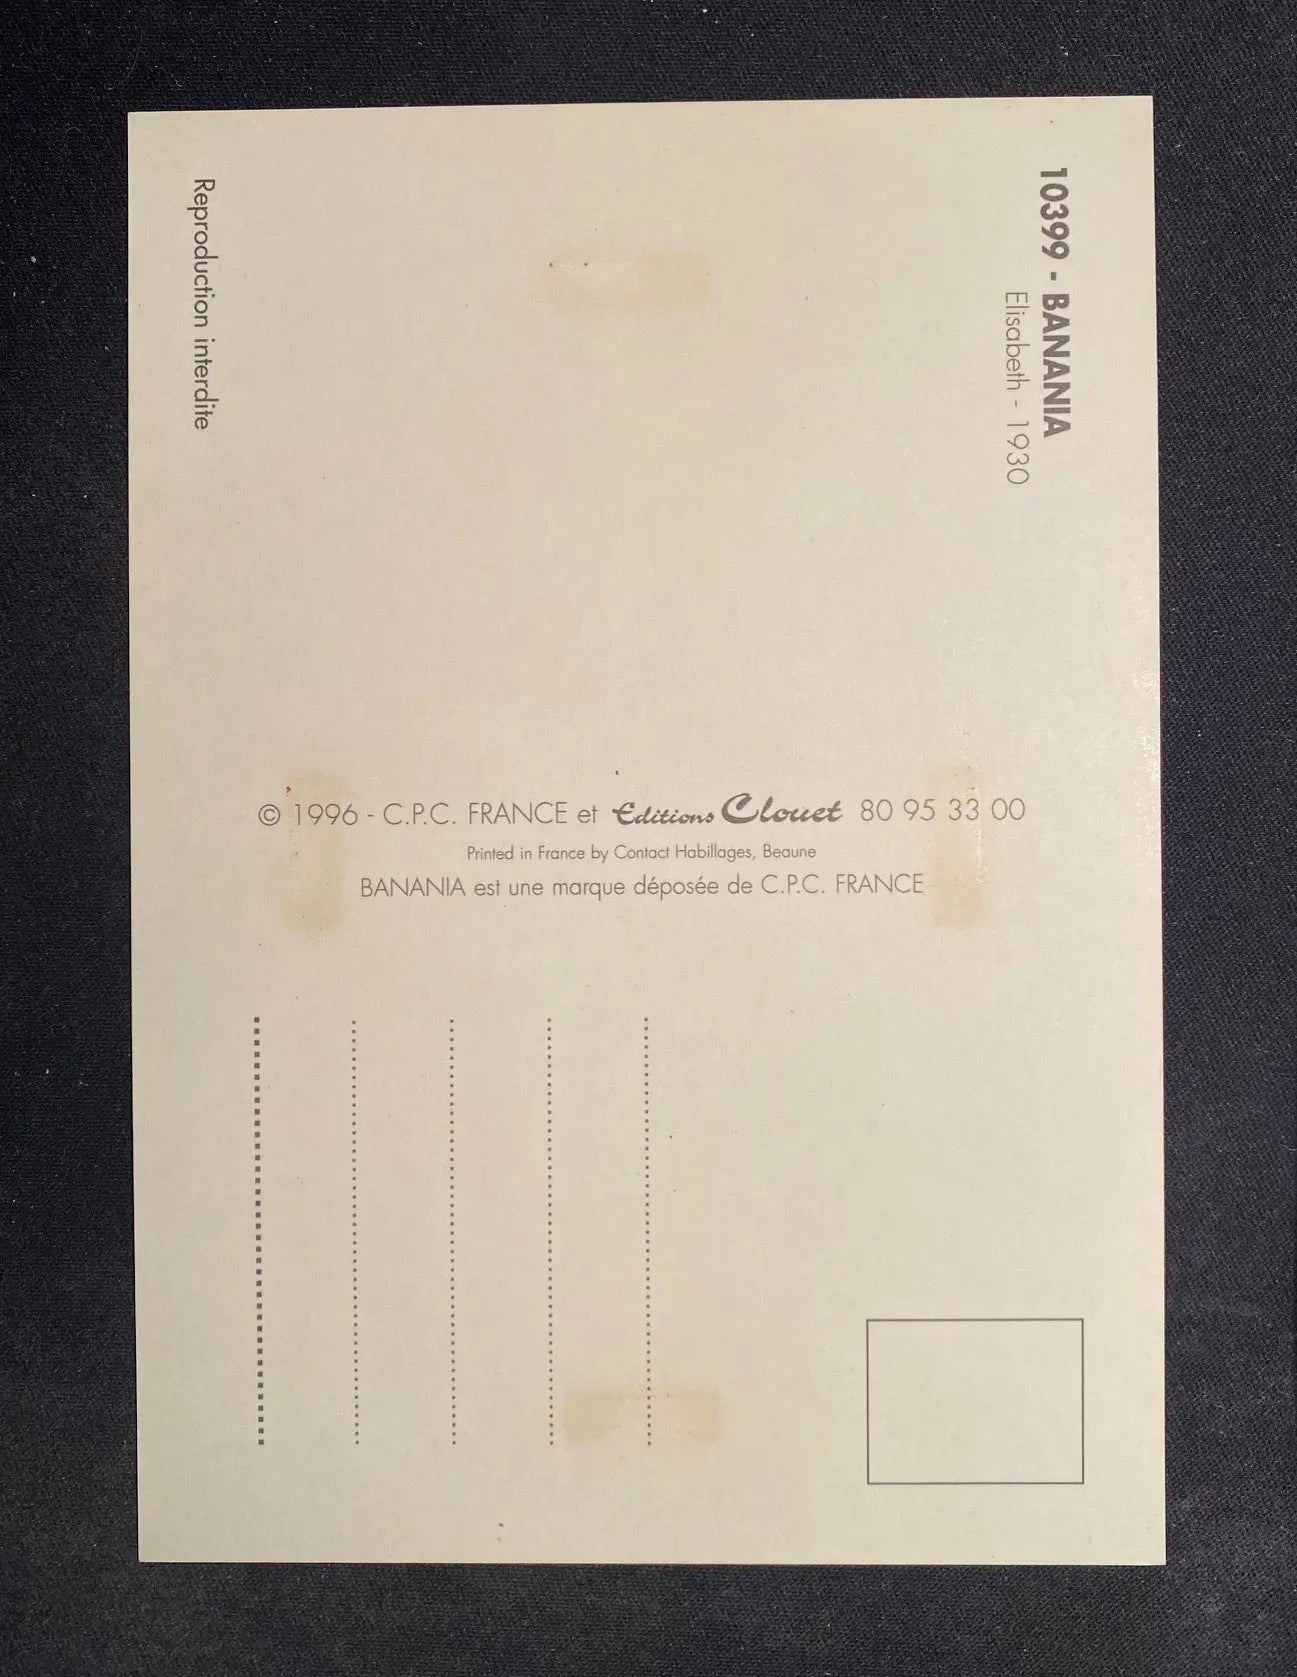 10399 - BANANIA
Elisabeth - 1930
Reproduction interdite
© 1996 - C.P.C. FRANCE et Editions Clouet 80 95 33 00
Printed in France by Contact Habillages, Beaune
BANANIA est une marque déposée de C.P.C. FRANCE